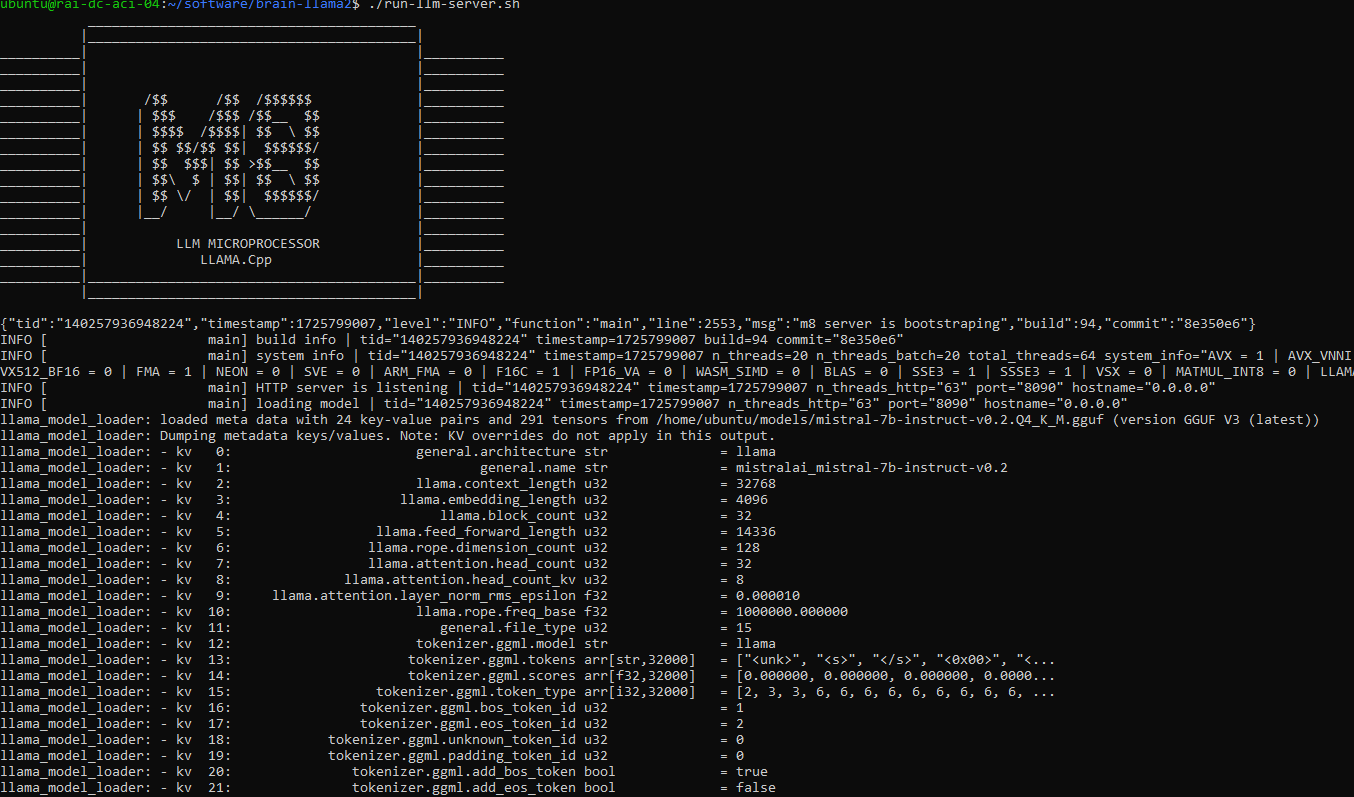 ubuntu@rai-dc-aci-04:~/software/brain-llama2$ ./run-llm-server.sh
M8
LLM MICROPROCESSOR
LLAMA.Cpp
{"tid":"140257936948224","timestamp":1725799007,"level":"INFO","function":"main","line":2553,"msg":"m8 server is bootstraping","build":94,"commit":"8e350e6"}
INFO [                    main] build info | tid="140257936948224" timestamp=1725799007 build=94 commit="8e350e6"
INFO [                    main] system info | tid="140257936948224" timestamp=1725799007 n_threads=20 n_threads_batch=20 total_threads=64 system_info="AVX = 1 | AVX_VNNI
VX512_BF16 = 0 | FMA = 1 | NEON = 0 | SVE = 0 | ARM_FMA = 0 | F16C = 1 | FP16_VA = 0 | WASM_SIMD = 0 | BLAS = 0 | SSE3 = 1 | SSSE3 = 1 | VSX = 0 | MATMUL_INT8 = 0 | LLAMA
INFO [                    main] HTTP server is listening | tid="140257936948224" timestamp=1725799007 n_threads_http="63" port="8090" hostname="0.0.0.0"
INFO [                    main] loading model | tid="140257936948224" timestamp=1725799007 n_threads_http="63" port="8090" hostname="0.0.0.0"
llama_model_loader: loaded meta data with 24 key-value pairs and 291 tensors from /home/ubuntu/models/mistral-7b-instruct-v0.2.Q4_K_M.gguf (version GGUF V3 (latest))
llama_model_loader: Dumping metadata keys/values. Note: KV overrides do not apply in this output.
llama_model_loader: - kv   0:                       general.architecture str              = llama
llama_model_loader: - kv   1:                               general.name str              = mistralai_mistral-7b-instruct-v0.2
llama_model_loader: - kv   2:                       llama.context_length u32              = 32768
llama_model_loader: - kv   3:                     llama.embedding_length u32              = 4096
llama_model_loader: - kv   4:                          llama.block_count u32              = 32
llama_model_loader: - kv   5:                  llama.feed_forward_length u32              = 14336
llama_model_loader: - kv   6:                 llama.rope.dimension_count u32              = 128
llama_model_loader: - kv   7:                 llama.attention.head_count u32              = 32
llama_model_loader: - kv   8:              llama.attention.head_count_kv u32              = 8
llama_model_loader: - kv   9:     llama.attention.layer_norm_rms_epsilon f32              = 0.000010
llama_model_loader: - kv  10:                       llama.rope.freq_base f32              = 1000000.000000
llama_model_loader: - kv  11:                          general.file_type u32              = 15
llama_model_loader: - kv  12:                       tokenizer.ggml.model str              = llama
llama_model_loader: - kv  13:                      tokenizer.ggml.tokens arr[str,32000]   = ["<unk>", "<s>", "</s>", "<0x00>", "<...
llama_model_loader: - kv  14:                      tokenizer.ggml.scores arr[f32,32000]   = [0.000000, 0.000000, 0.000000, 0.0000...
llama_model_loader: - kv  15:                  tokenizer.ggml.token_type arr[i32,32000]   = [2, 3, 3, 6, 6, 6, 6, 6, 6, 6, 6, 6, ...
llama_model_loader: - kv  16:                tokenizer.ggml.bos_token_id u32              = 1
llama_model_loader: - kv  17:                tokenizer.ggml.eos_token_id u32              = 2
llama_model_loader: - kv  18:            tokenizer.ggml.unknown_token_id u32              = 0
llama_model_loader: - kv  19:            tokenizer.ggml.padding_token_id u32              = 0
llama_model_loader: - kv  20:               tokenizer.ggml.add_bos_token bool             = true
llama_model_loader: - kv  21:               tokenizer.ggml.add_eos_token bool             = false